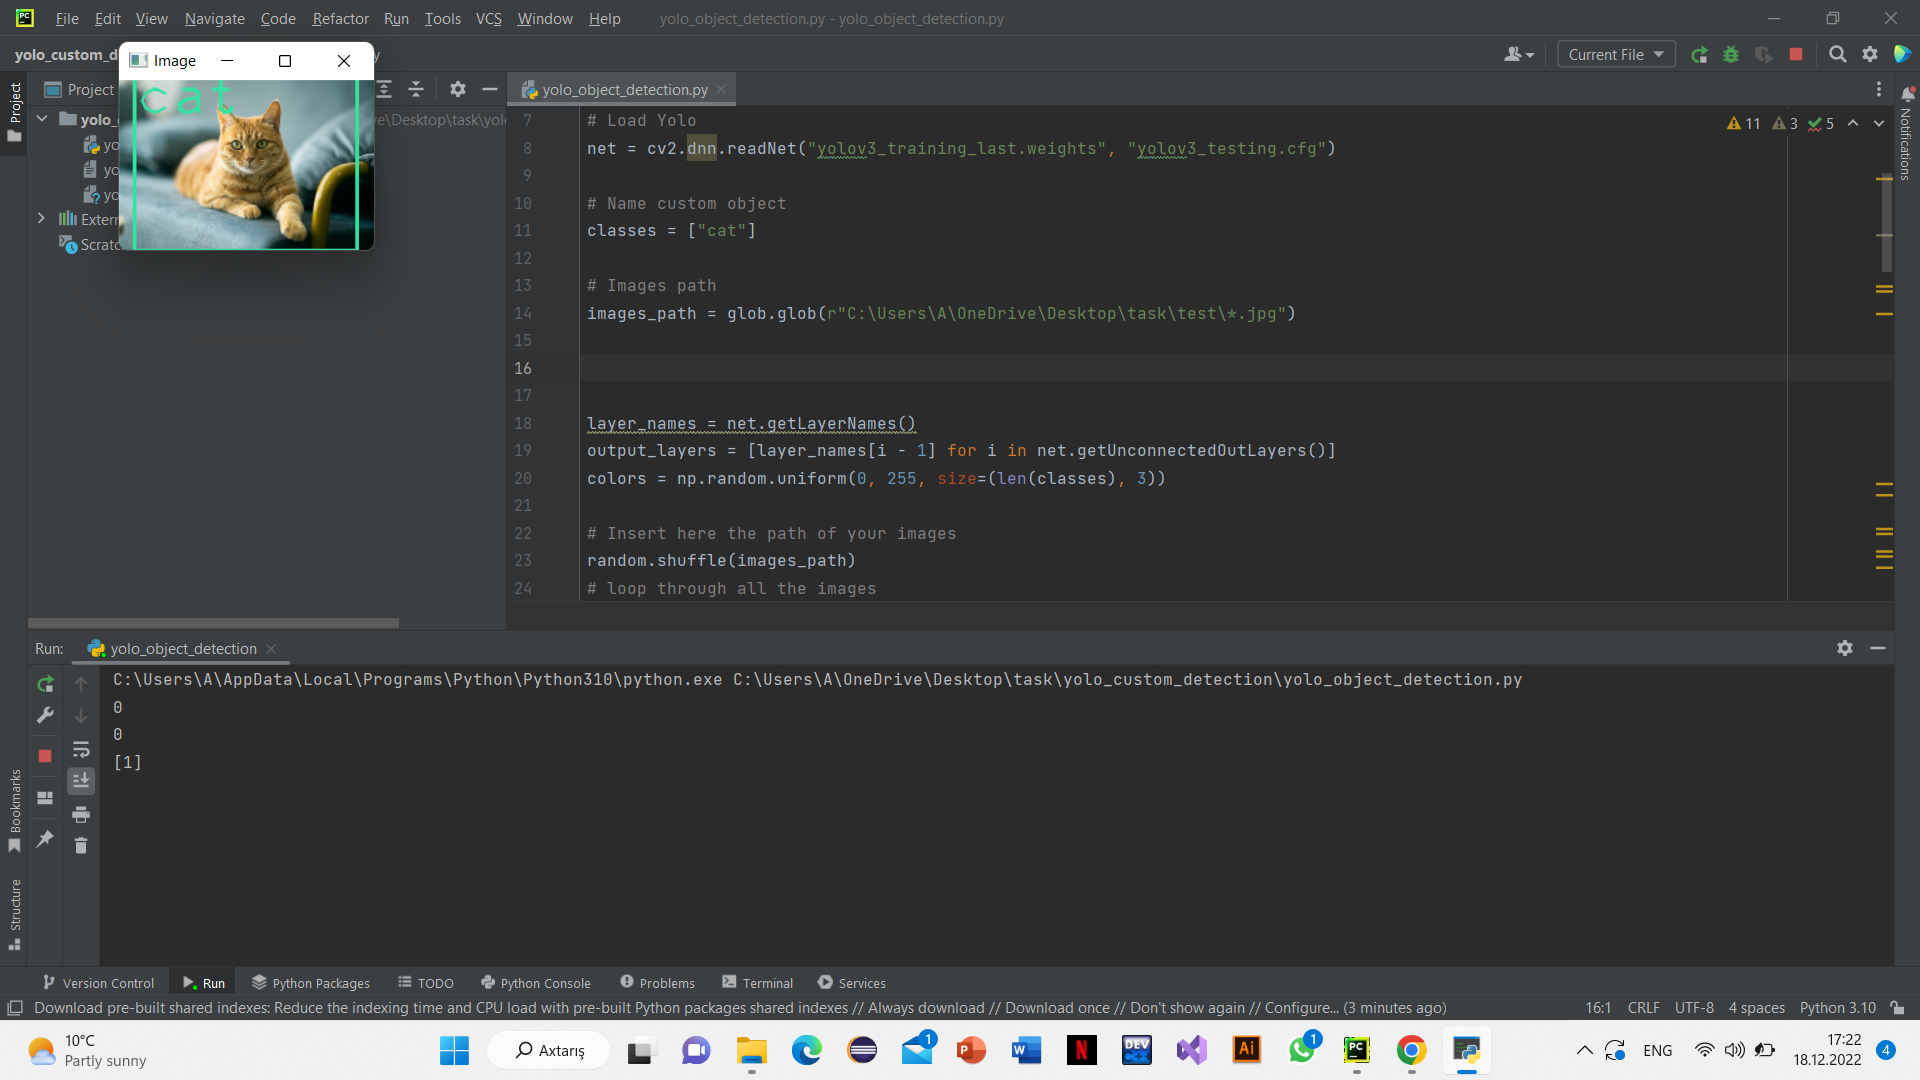 File Edit View Navigate Code Refactor Run Tools VCS Window Help yolo_object_detection.py - yolo_object_detection.py
yolo_custom_d
Current File
Image
cat
Project
yolo_
ve\Desktop\task\yolo
yo
yo
yo
Extern
Scratc
Project
Bookmarks
Structure
Notifications
yolo_object_detection.py
11 3 5
7 # Load Yolo
8 net = cv2.dnn.readNet("yolov3_training_last.weights", "yolov3_testing.cfg")
9
10 # Name custom object
11 classes = ["cat"]
12
13 # Images path
14 images_path = glob.glob(r"C:\Users\A\OneDrive\Desktop\task\test\*.jpg")
15
16
17
18 layer_names = net.getLayerNames()
19 output_layers = [layer_names[i - 1] for i in net.getUnconnectedOutLayers()]
20 colors = np.random.uniform(0, 255, size=(len(classes), 3))
21
22 # Insert here the path of your images
23 random.shuffle(images_path)
24 # loop through all the images
Run: yolo_object_detection
C:\Users\A\AppData\Local\Programs\Python\Python310\python.exe C:\Users\A\OneDrive\Desktop\task\yolo_custom_detection\yolo_object_detection.py
0
0
[1]
Version Control Run Python Packages TODO Python Console Problems Terminal Services
Download pre-built shared indexes: Reduce the indexing time and CPU load with pre-built Python packages shared indexes // Always download // Download once // Don't show again // Configure... (3 minutes ago) 16:1 CRLF UTF-8 4 spaces Python 3.10
10°C
Partly sunny
Axtarış
1
1
ENG
17:22
18.12.2022
4